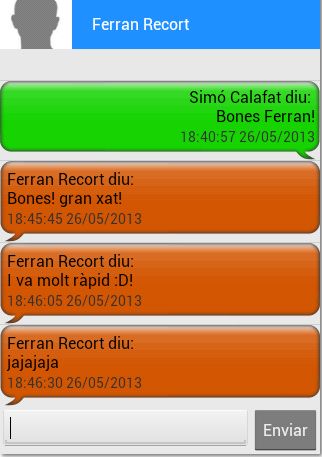 Ferran Recort
Simó Calafat diu:
Bones Ferran!
18:40:57 26/05/2013
Ferran Recort diu:
Bones! gran xat!
18:45:45 26/05/2013
Ferran Recort diu:
I va molt ràpid :D!
18:46:05 26/05/2013
Ferran Recort diu:
jajajaja
18:46:30 26/05/2013
Enviar